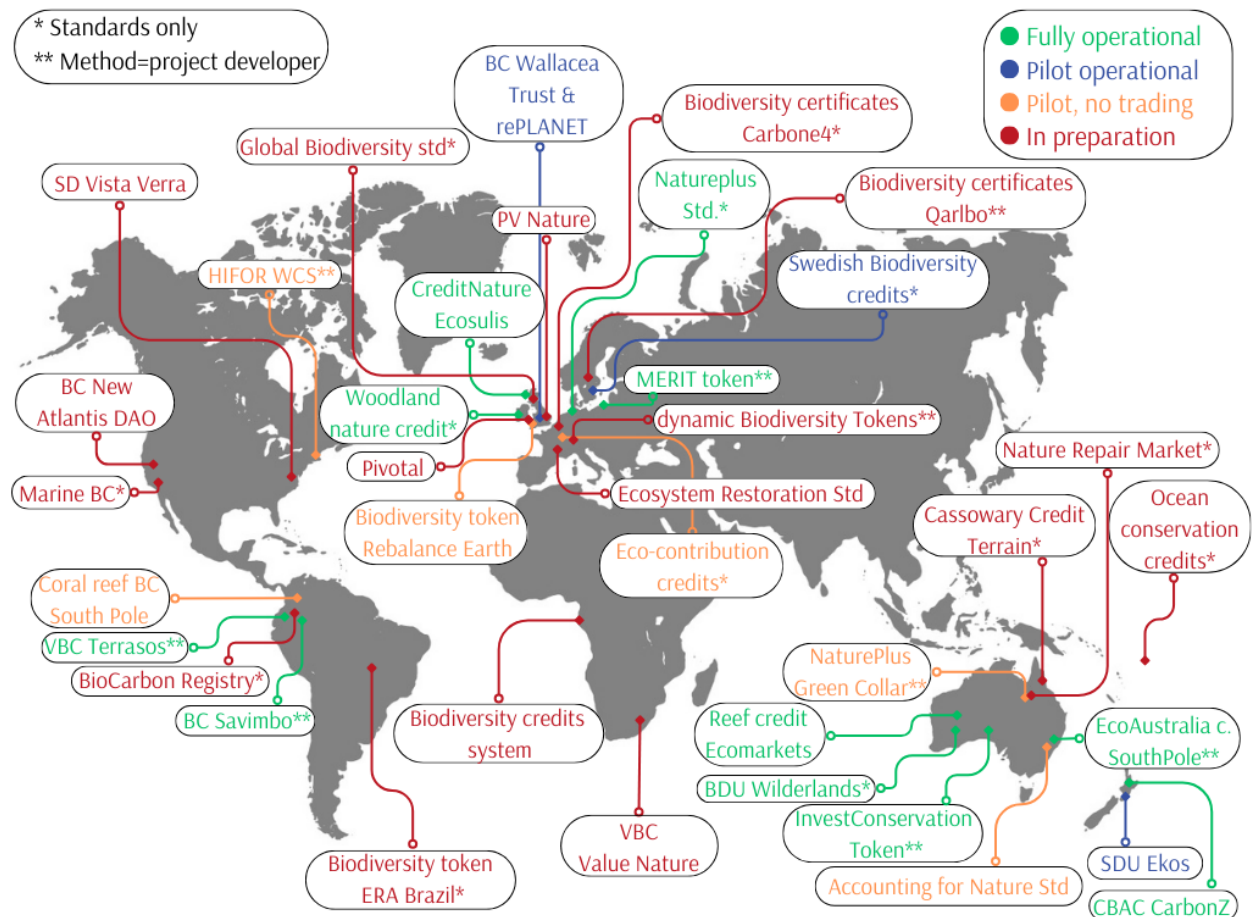 * Standards only
** Method=project developer
Fully operational
Pilot operational
Pilot, no trading
In preparation
BC Wallacea
Trust &
rePLANET
Biodiversity certificates
Carbone4*
Global Biodiversity std*
SD Vista Verra
Natureplus
Std.*
Biodiversity certificates
Qarlbo**
PV Nature
HIFOR WCS**
CreditNature
Ecosulis
Swedish Biodiversity
credits*
MERIT token**
BC New
Atlantis DAO
Woodland
nature credit*
dynamic Biodiversity Tokens**
Nature Repair Market*
Pivotal
Marine BC*
Ecosystem Restoration Std
Biodiversity token
Rebalance Earth
Cassowary Credit
Terrain*
Ocean
conservation
credits*
Eco-contribution
credits*
Coral reef BC
South Pole
VBC Terrasos**
BioCarbon Registry*
BC Savimbo**
NaturePlus
Green Collar**
Biodiversity credits
system
Reef credit
Ecomarkets
EcoAustralia c.
SouthPole**
BDU Wilderlands*
InvestConservation
Token**
VBC
Value Nature
Biodiversity token
ERA Brazil*
SDU Ekos
Accounting for Nature Std
CBAC CarbonZ